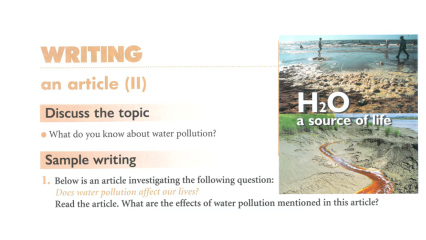 WRITING
an article (II)
Discuss the topic
What do you know about water pollution?
Sample writing
1. Below is an article investigating the following question:
Does water pollution affect our lives?
Read the article. What are the effects of water pollution mentioned in this article?
H₂O
a source of life